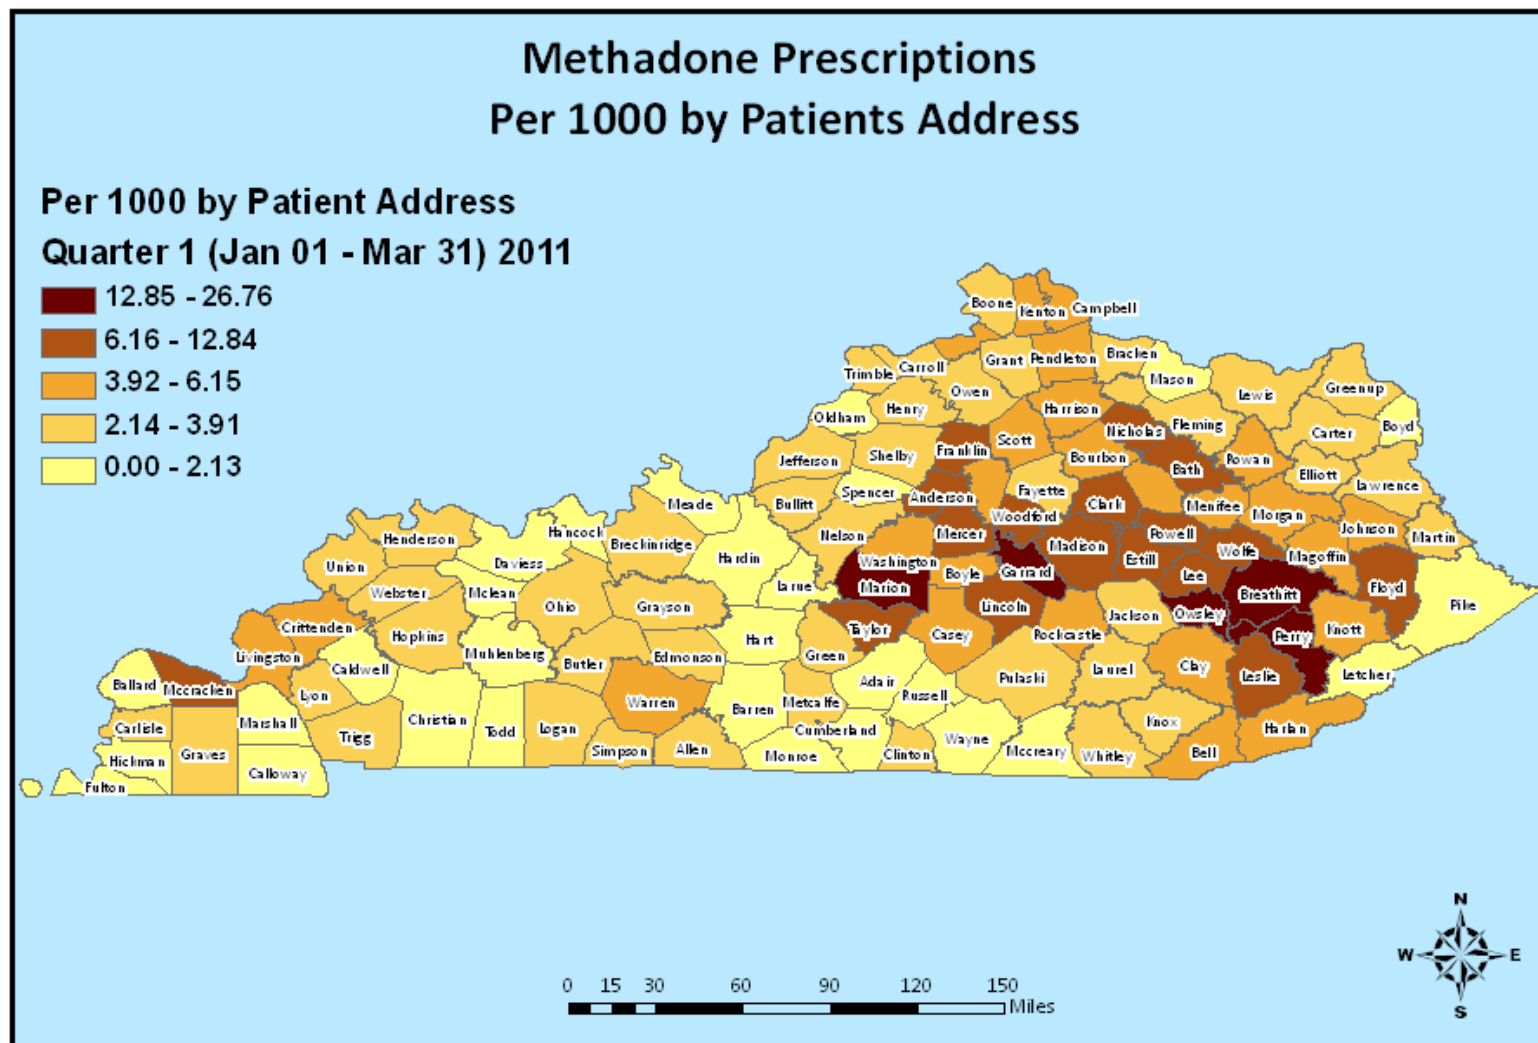 Methadone Prescriptions
Per 1000 by Patients Address
Per 1000 by Patient Address
Quarter 1 (Jan 01 - Mar 31) 2011
12.85 - 26.76
6.16 - 12.84
3.92 - 6.15
2.14 - 3.91
0.00 - 2.13
Boone
Kenton
Campbell
Trimble
Carroll
Grant
Pendleton
Bracken
Mason
Lewis
Greenup
Oldham
Henry
Owen
Harrison
Nicholas
Fleming
Carter
Boyd
Jefferson
Shelby
Franklin
Scott
Bourbon
Bath
Rowan
Elliott
Lawrence
Bullitt
Spencer
Anderson
Fayette
Clark
Menifee
Morgan
Johnson
Martin
Meade
Hancock
Breckinridge
Nelson
Woodford
Mercer
Madison
Powell
Wolfe
Magoffin
Henderson
Daviess
Hardin
Washington
Boyle
Garrard
Estill
Lee
Breathitt
Floyd
Pike
Union
Webster
Mclean
Ohio
Grayson
Larue
Marion
Lincoln
Jackson
Owsley
Perry
Knott
Crittenden
Hopkins
Muhlenberg
Butler
Edmonson
Hart
Taylor
Green
Casey
Rockcastle
Laurel
Clay
Leslie
Letcher
Livingston
Caldwell
Ballard
Mccracken
Lyon
Christian
Todd
Logan
Warren
Barren
Metcalfe
Adair
Russell
Pulaski
Knox
Harlan
Carlisle
Marshall
Trigg
Simpson
Allen
Cumberland
Monroe
Clinton
Wayne
Mccreary
Whitley
Bell
Hickman
Graves
Calloway
Fulton
N
W
E
S
0 15 30 60 90 120 150
Miles